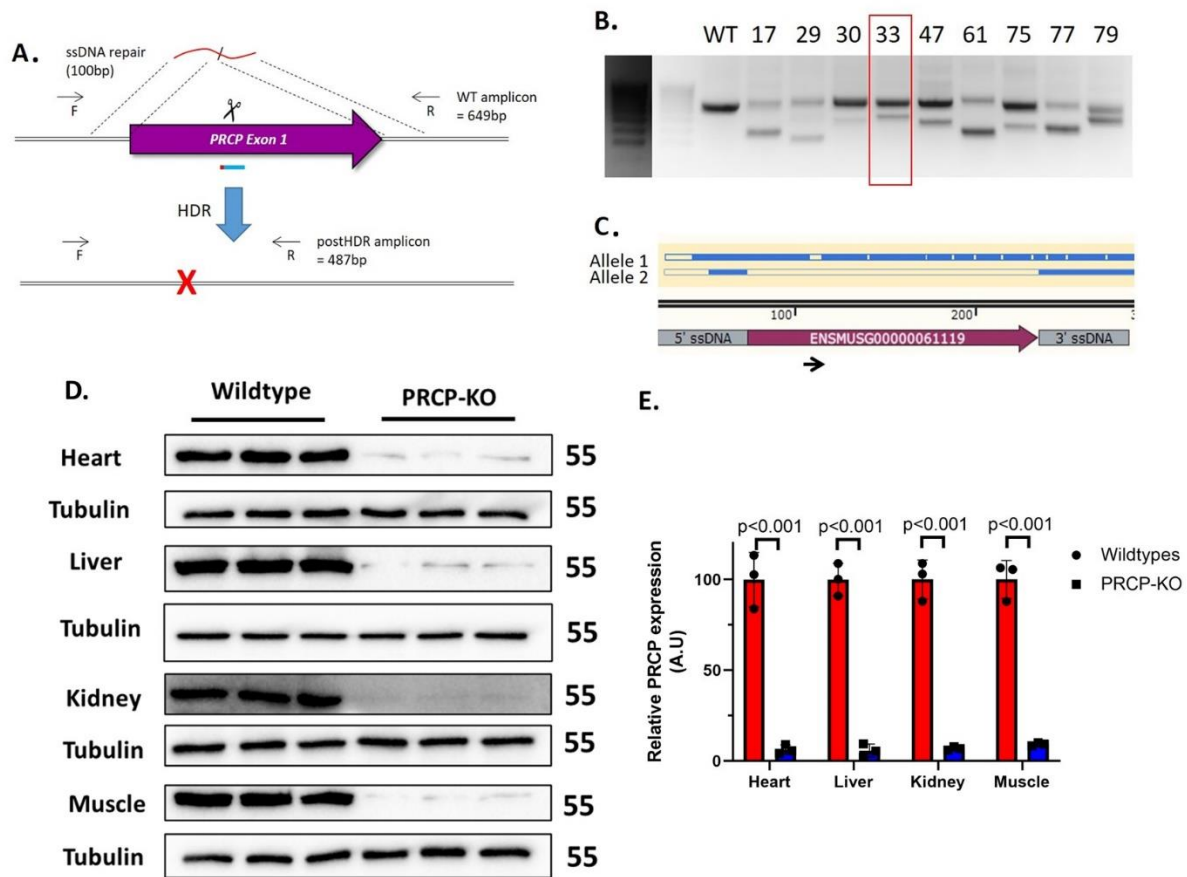 A.
ssDNA repair
(100bp)
F
R
WT amplicon
= 649bp
PRCP Exon 1
HDR
F
R
postHDR amplicon
= 487bp
X
B.
WT 17 29 30 33 47 61 75 77 79
C.
Allele 1
Allele 2
100 200 3
5' ssDNA ENSMUSG00000061119 3' ssDNA
D.
Wildtype PRCP-KO
Heart 55
Tubulin 55
Liver 55
Tubulin 55
Kidney 55
Tubulin 55
Muscle 55
Tubulin 55
E.
p<0.001 p<0.001 p<0.001 p<0.001
Wildtypes
PRCP-KO
Relative PRCP expression
(A.U)
100
50
0
Heart Liver Kidney Muscle